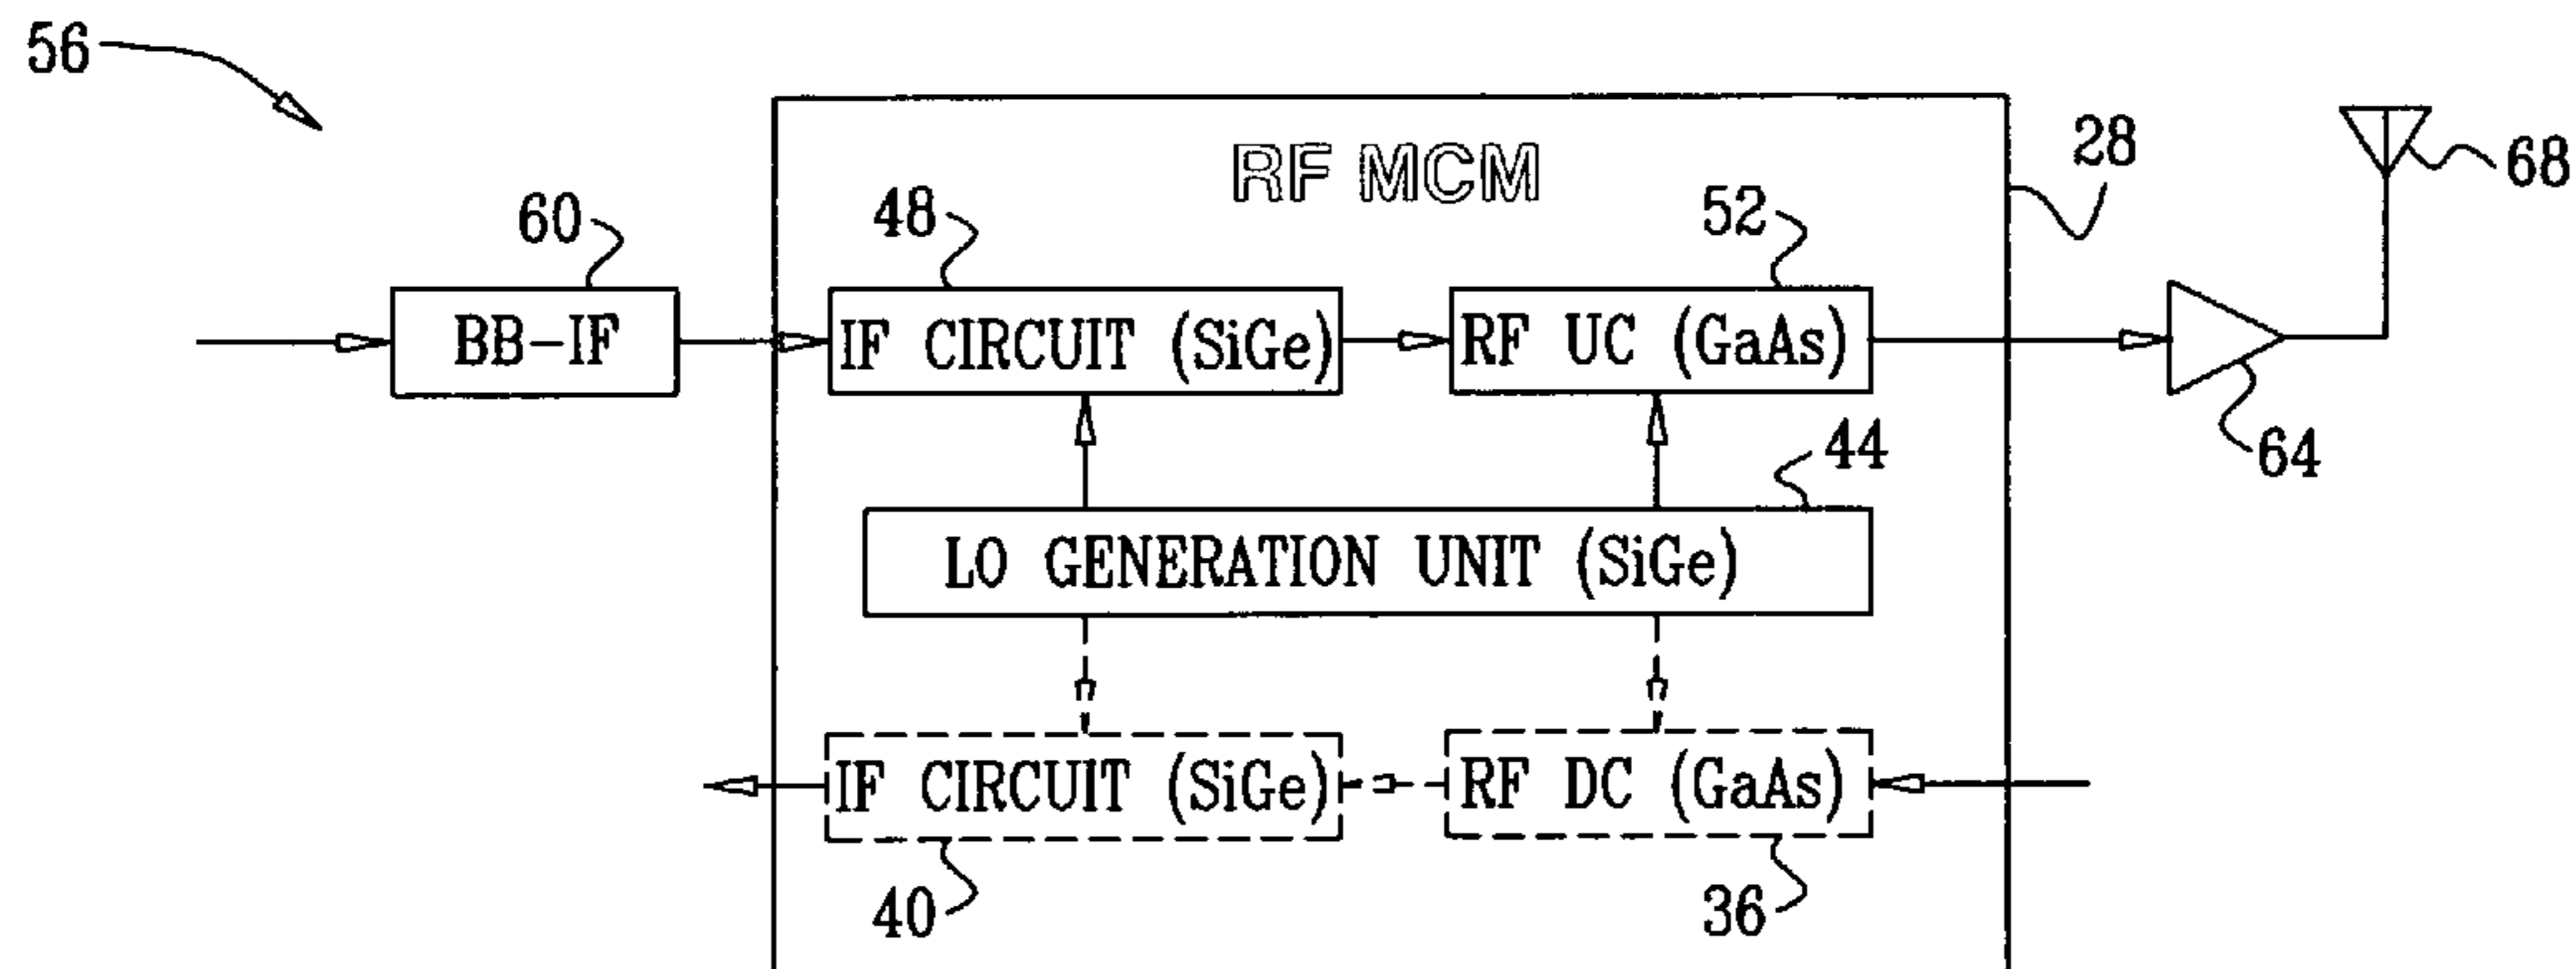 56
RF MCM
28
68
60
48
52
BB-IF
IF CIRCUIT (SiGe)
RF UC (GaAs)
64
44
LO GENERATION UNIT (SiGe)
IF CIRCUIT (SiGe)
RF DC (GaAs)
40
36